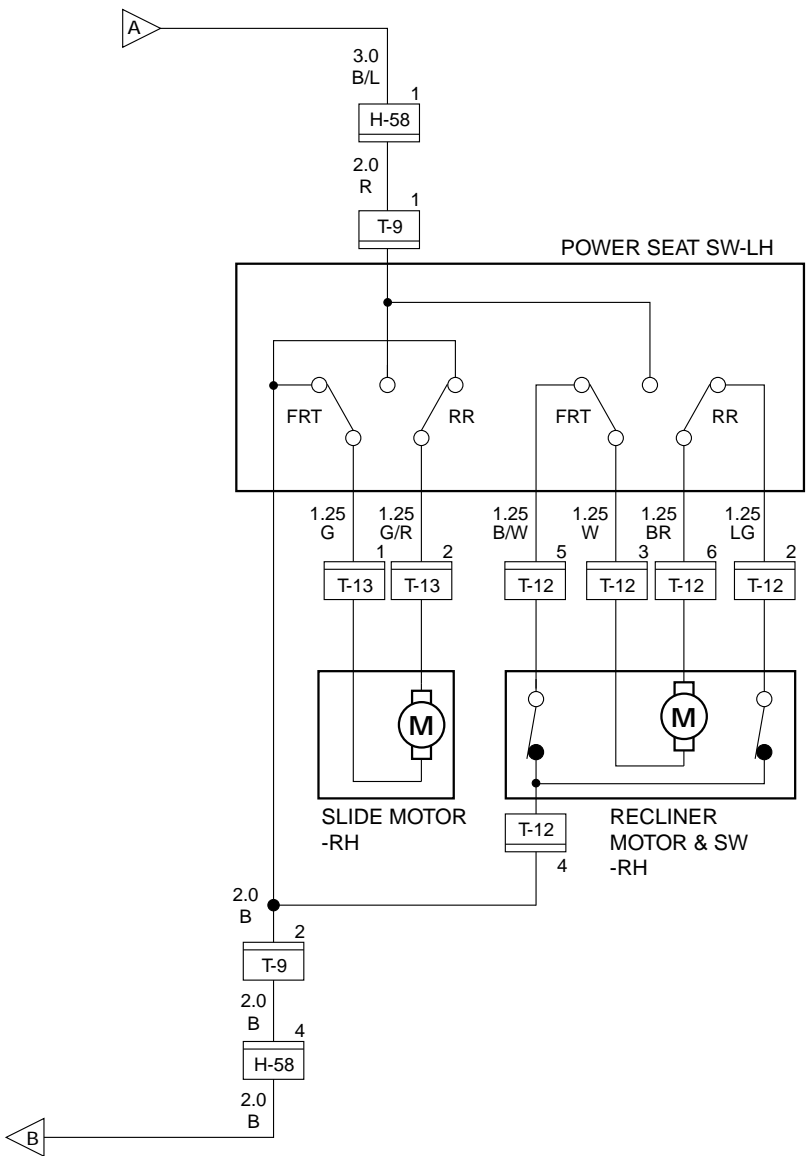 A
3.0
B/L
1
H-58
2.0
R
1
T-9
POWER SEAT SW-LH
FRT
RR
FRT
RR
1.25
G
1.25
G/R
1.25
B/W
1.25
W
1.25
BR
1.25
LG
1
2
5
3
6
2
T-13
T-13
T-12
T-12
T-12
T-12
M
M
SLIDE MOTOR
-RH
T-12
4
RECLINER
MOTOR & SW
-RH
2.0
B
2
T-9
2.0
B
4
H-58
2.0
B
B